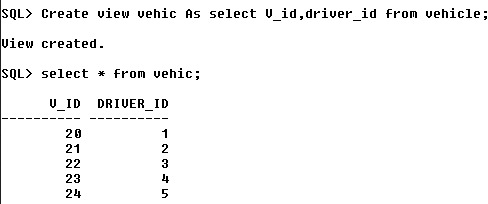 SQL> Create view vehic As select V_id,driver_id from vehicle;
View created.
SQL> select * from vehic;
V_ID DRIVER_ID
---------- ----------
20 1
21 2
22 3
23 4
24 5